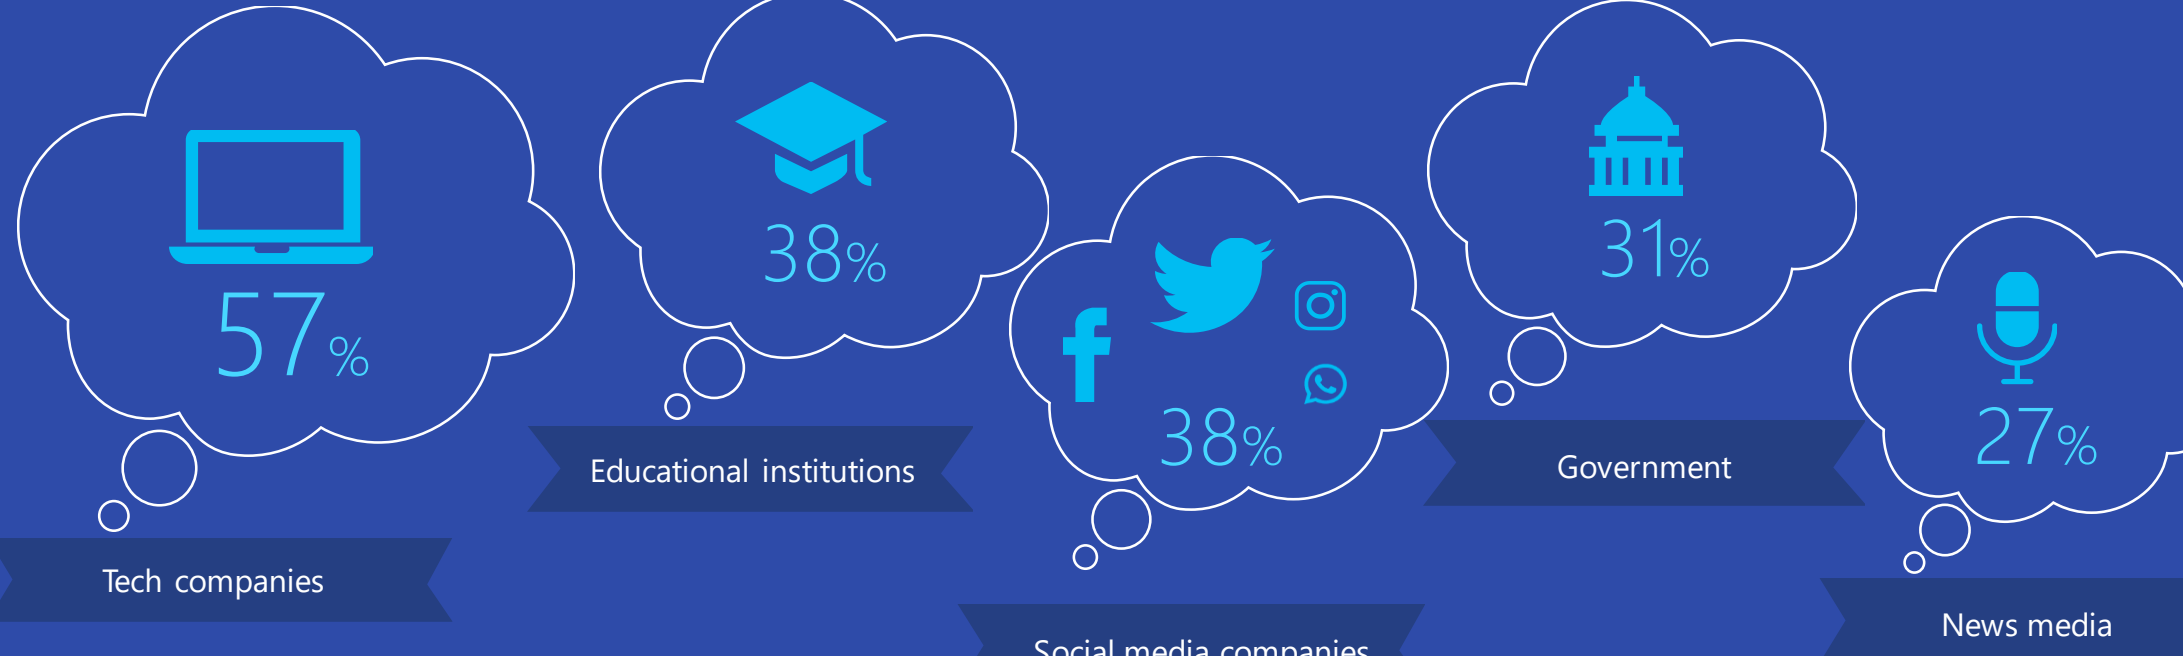 57%
Tech companies
38%
Educational institutions
38%
Social media companies
31%
Government
27%
News media